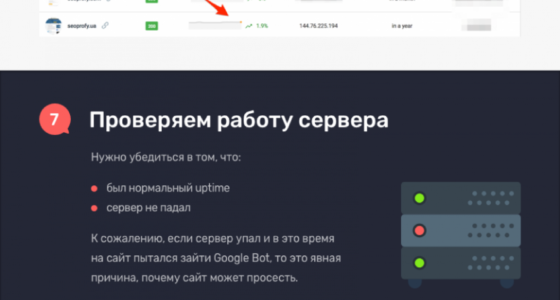 seoprofy.ua 1.9% 144.76.225.194 in a year
7 Проверяем работу сервера
Нужно убедиться в том, что:
был нормальный uptime
сервер не падал
К сожалению, если сервер упал и в это время
на сайт пытался зайти Google Bot, то это явная
причина, почему сайт может просесть.